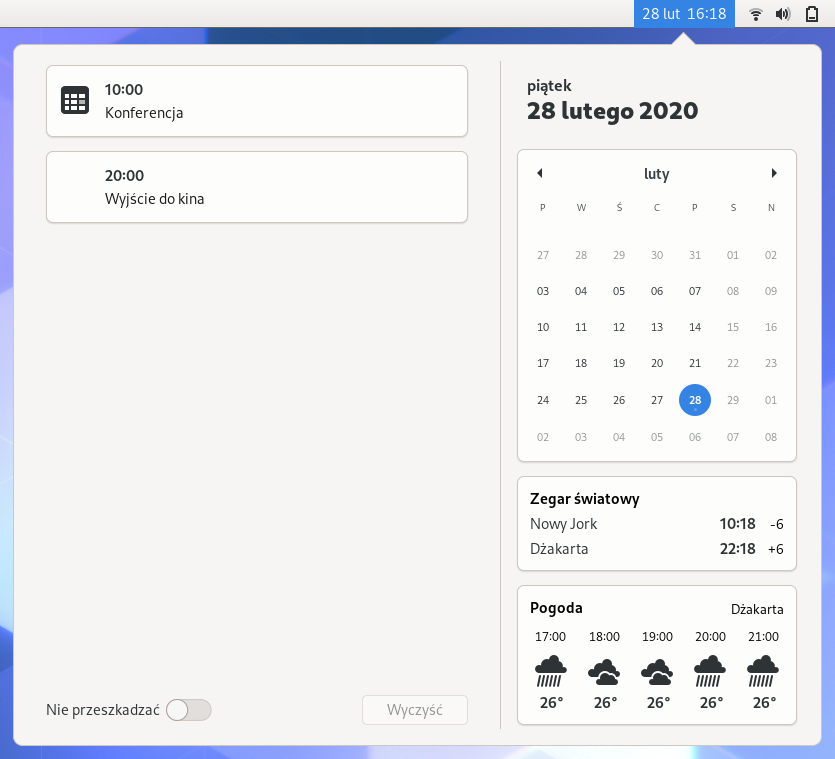 28 lut 16:18
10:00
Konferencja
20:00
Wyjście do kina
Nie przeszkadzać
Wyczyść
piątek
28 lutego 2020
luty
P W Ś C P S N
27 28 29 30 31 01 02
03 04 05 06 07 08 09
10 11 12 13 14 15 16
17 18 19 20 21 22 23
24 25 26 27 28 29 01
02 03 04 05 06 07 08
Zegar światowy
Nowy Jork 10:18 -6
Dżakarta 22:18 +6
Pogoda Dżakarta
17:00 18:00 19:00 20:00 21:00
26° 26° 26° 26° 26°